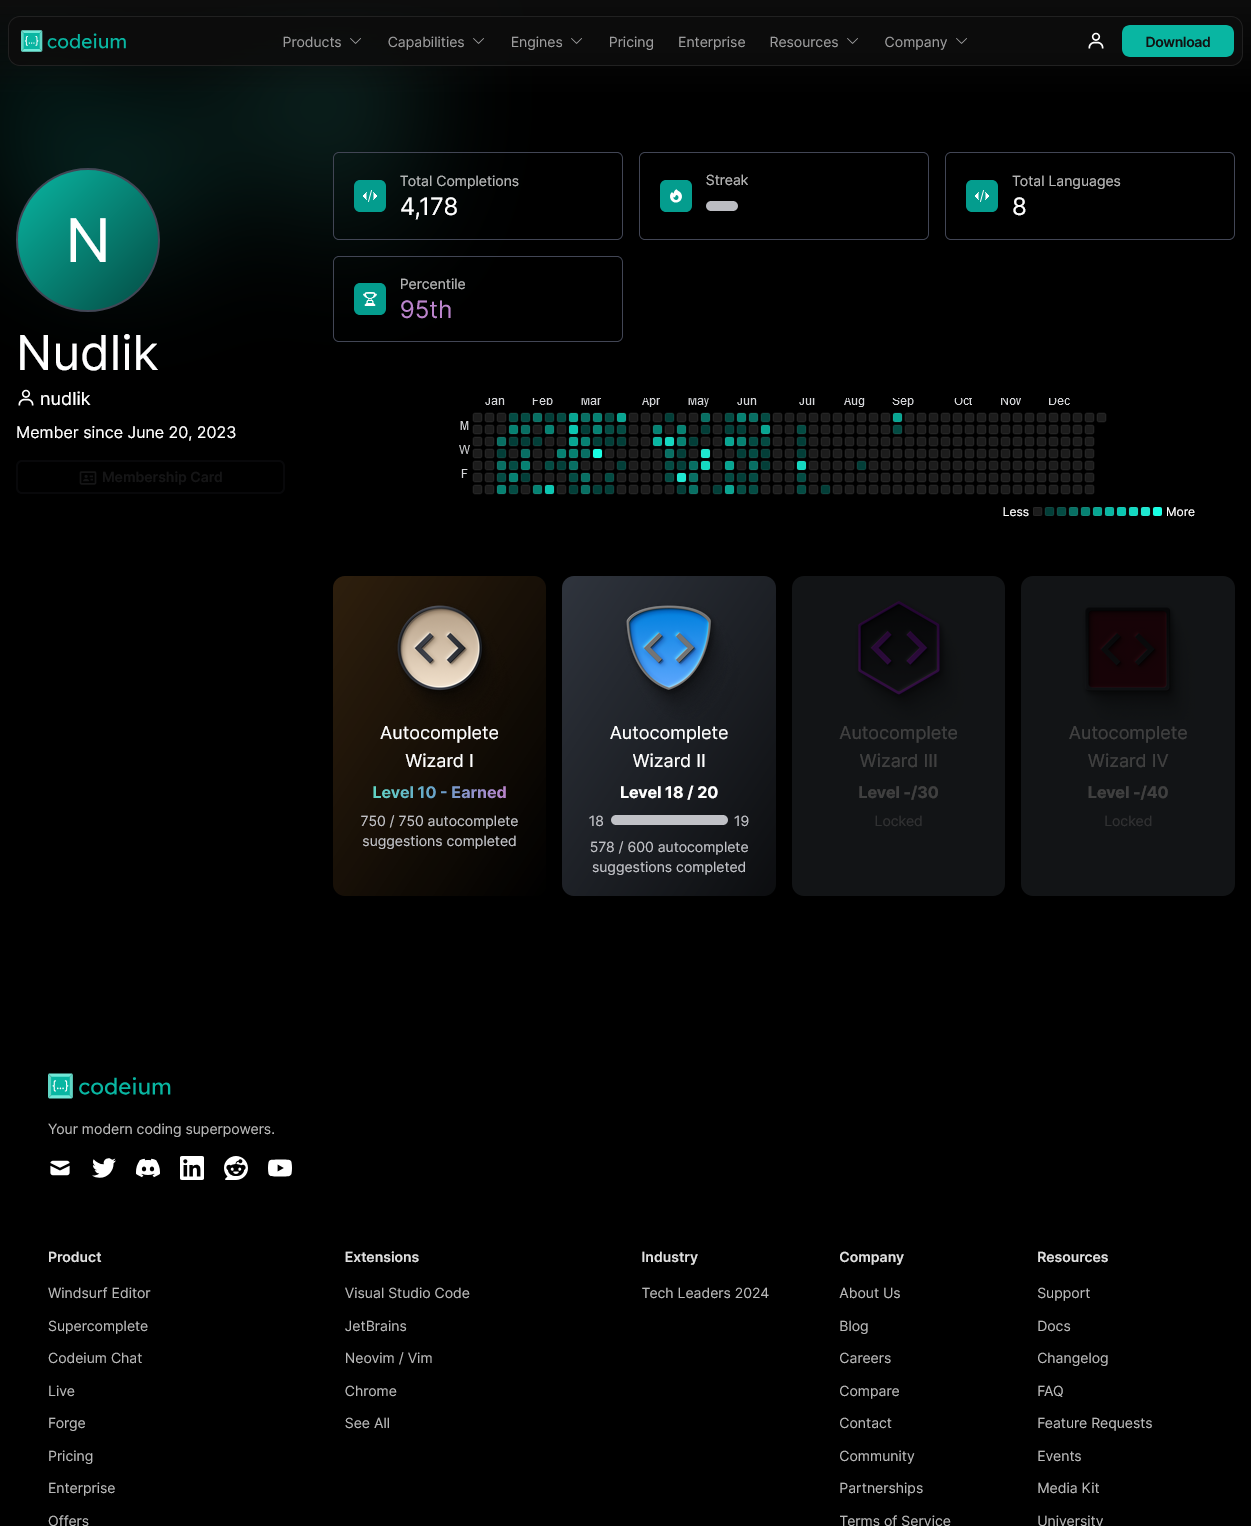 codeium
Products
Capabilities
Engines
Pricing
Enterprise
Resources
Company
Download
N
Nudlik
nudlik
Member since June 20, 2023
Membership Card
Total Completions
4,178
Streak
Total Languages
8
Percentile
95th
Jan Feb Mar Apr May Jun Jul Aug Sep Oct Nov Dec
M
W
F
Less
More
Autocomplete
Wizard I
Level 10 - Earned
750 / 750 autocomplete
suggestions completed
Autocomplete
Wizard II
Level 18 / 20
18
19
578 / 600 autocomplete
suggestions completed
Autocomplete
Wizard III
Level -/30
Locked
Autocomplete
Wizard IV
Level -/40
Locked
codeium
Your modern coding superpowers.
Product
Windsurf Editor
Supercomplete
Codeium Chat
Live
Forge
Pricing
Enterprise
Offers
Extensions
Visual Studio Code
JetBrains
Neovim / Vim
Chrome
See All
Industry
Tech Leaders 2024
Company
About Us
Blog
Careers
Compare
Contact
Community
Partnerships
Terms of Service
Resources
Support
Docs
Changelog
FAQ
Feature Requests
Events
Media Kit
University